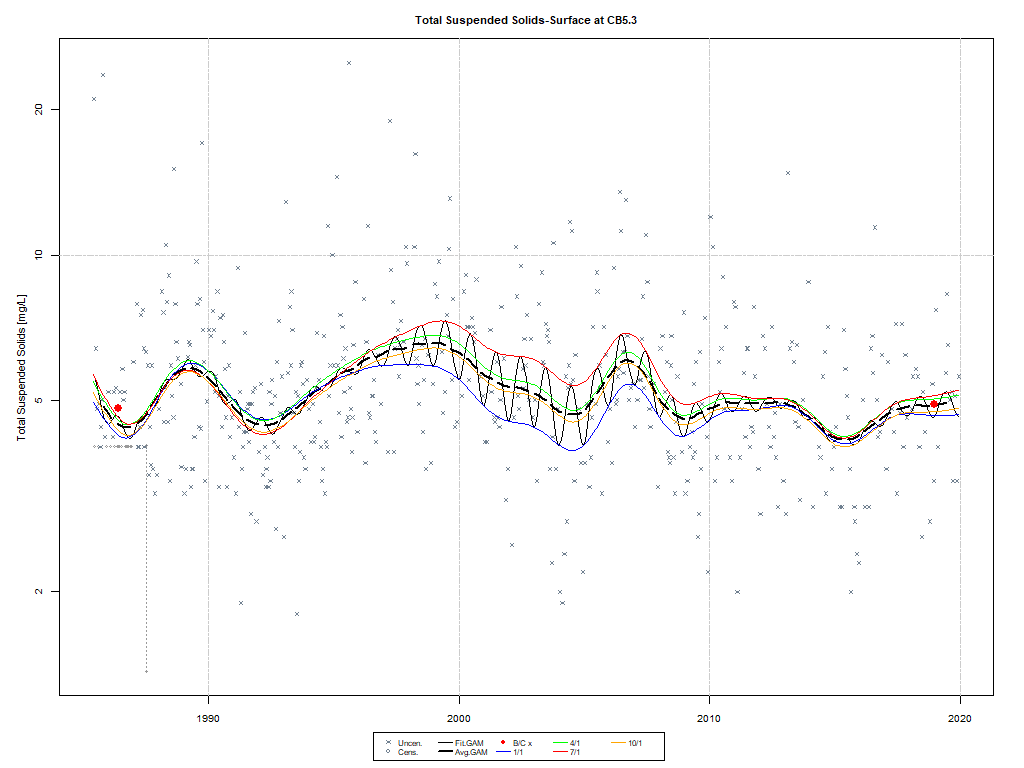 Total Suspended Solids-Surface at CB5.3
Total Suspended Solids [mg/L]
20
10
5
2
1990
2000
2010
2020
Uncen. Fit.GAM B/C x 4/1 10/1
Cens. Avg.GAM 1/1 7/1